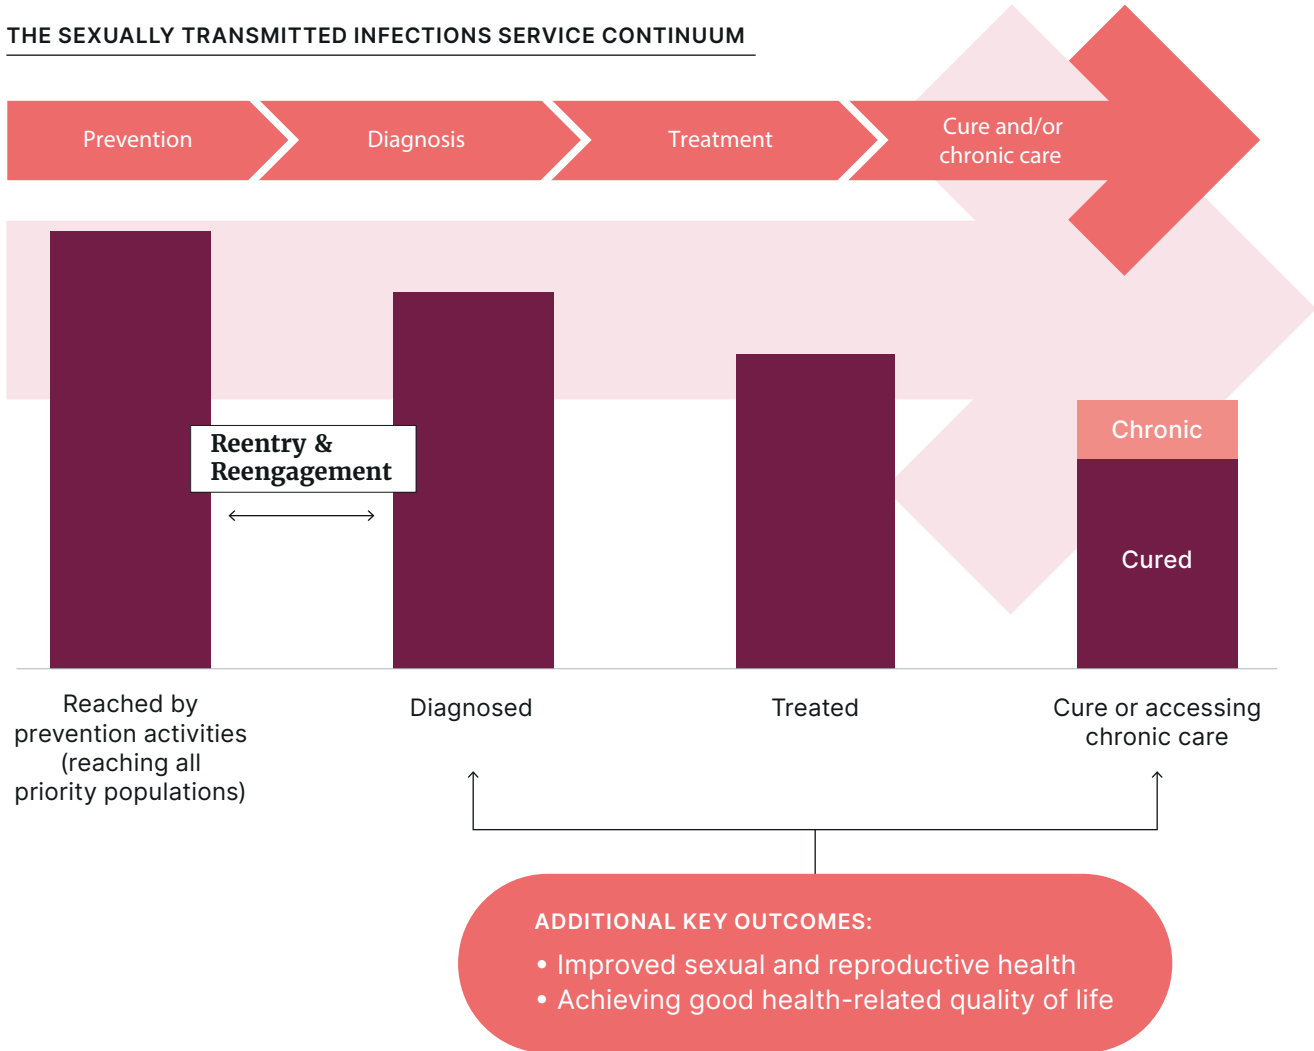 THE SEXUALLY TRANSMITTED INFECTIONS SERVICE CONTINUUM
Prevention
Diagnosis
Treatment
Cure and/or
chronic care
Reentry &
Reengagement
Chronic
Cured
Reached by
prevention activities
(reaching all
priority populations)
Diagnosed
Treated
Cure or accessing
chronic care
ADDITIONAL KEY OUTCOMES:
• Improved sexual and reproductive health
• Achieving good health-related quality of life